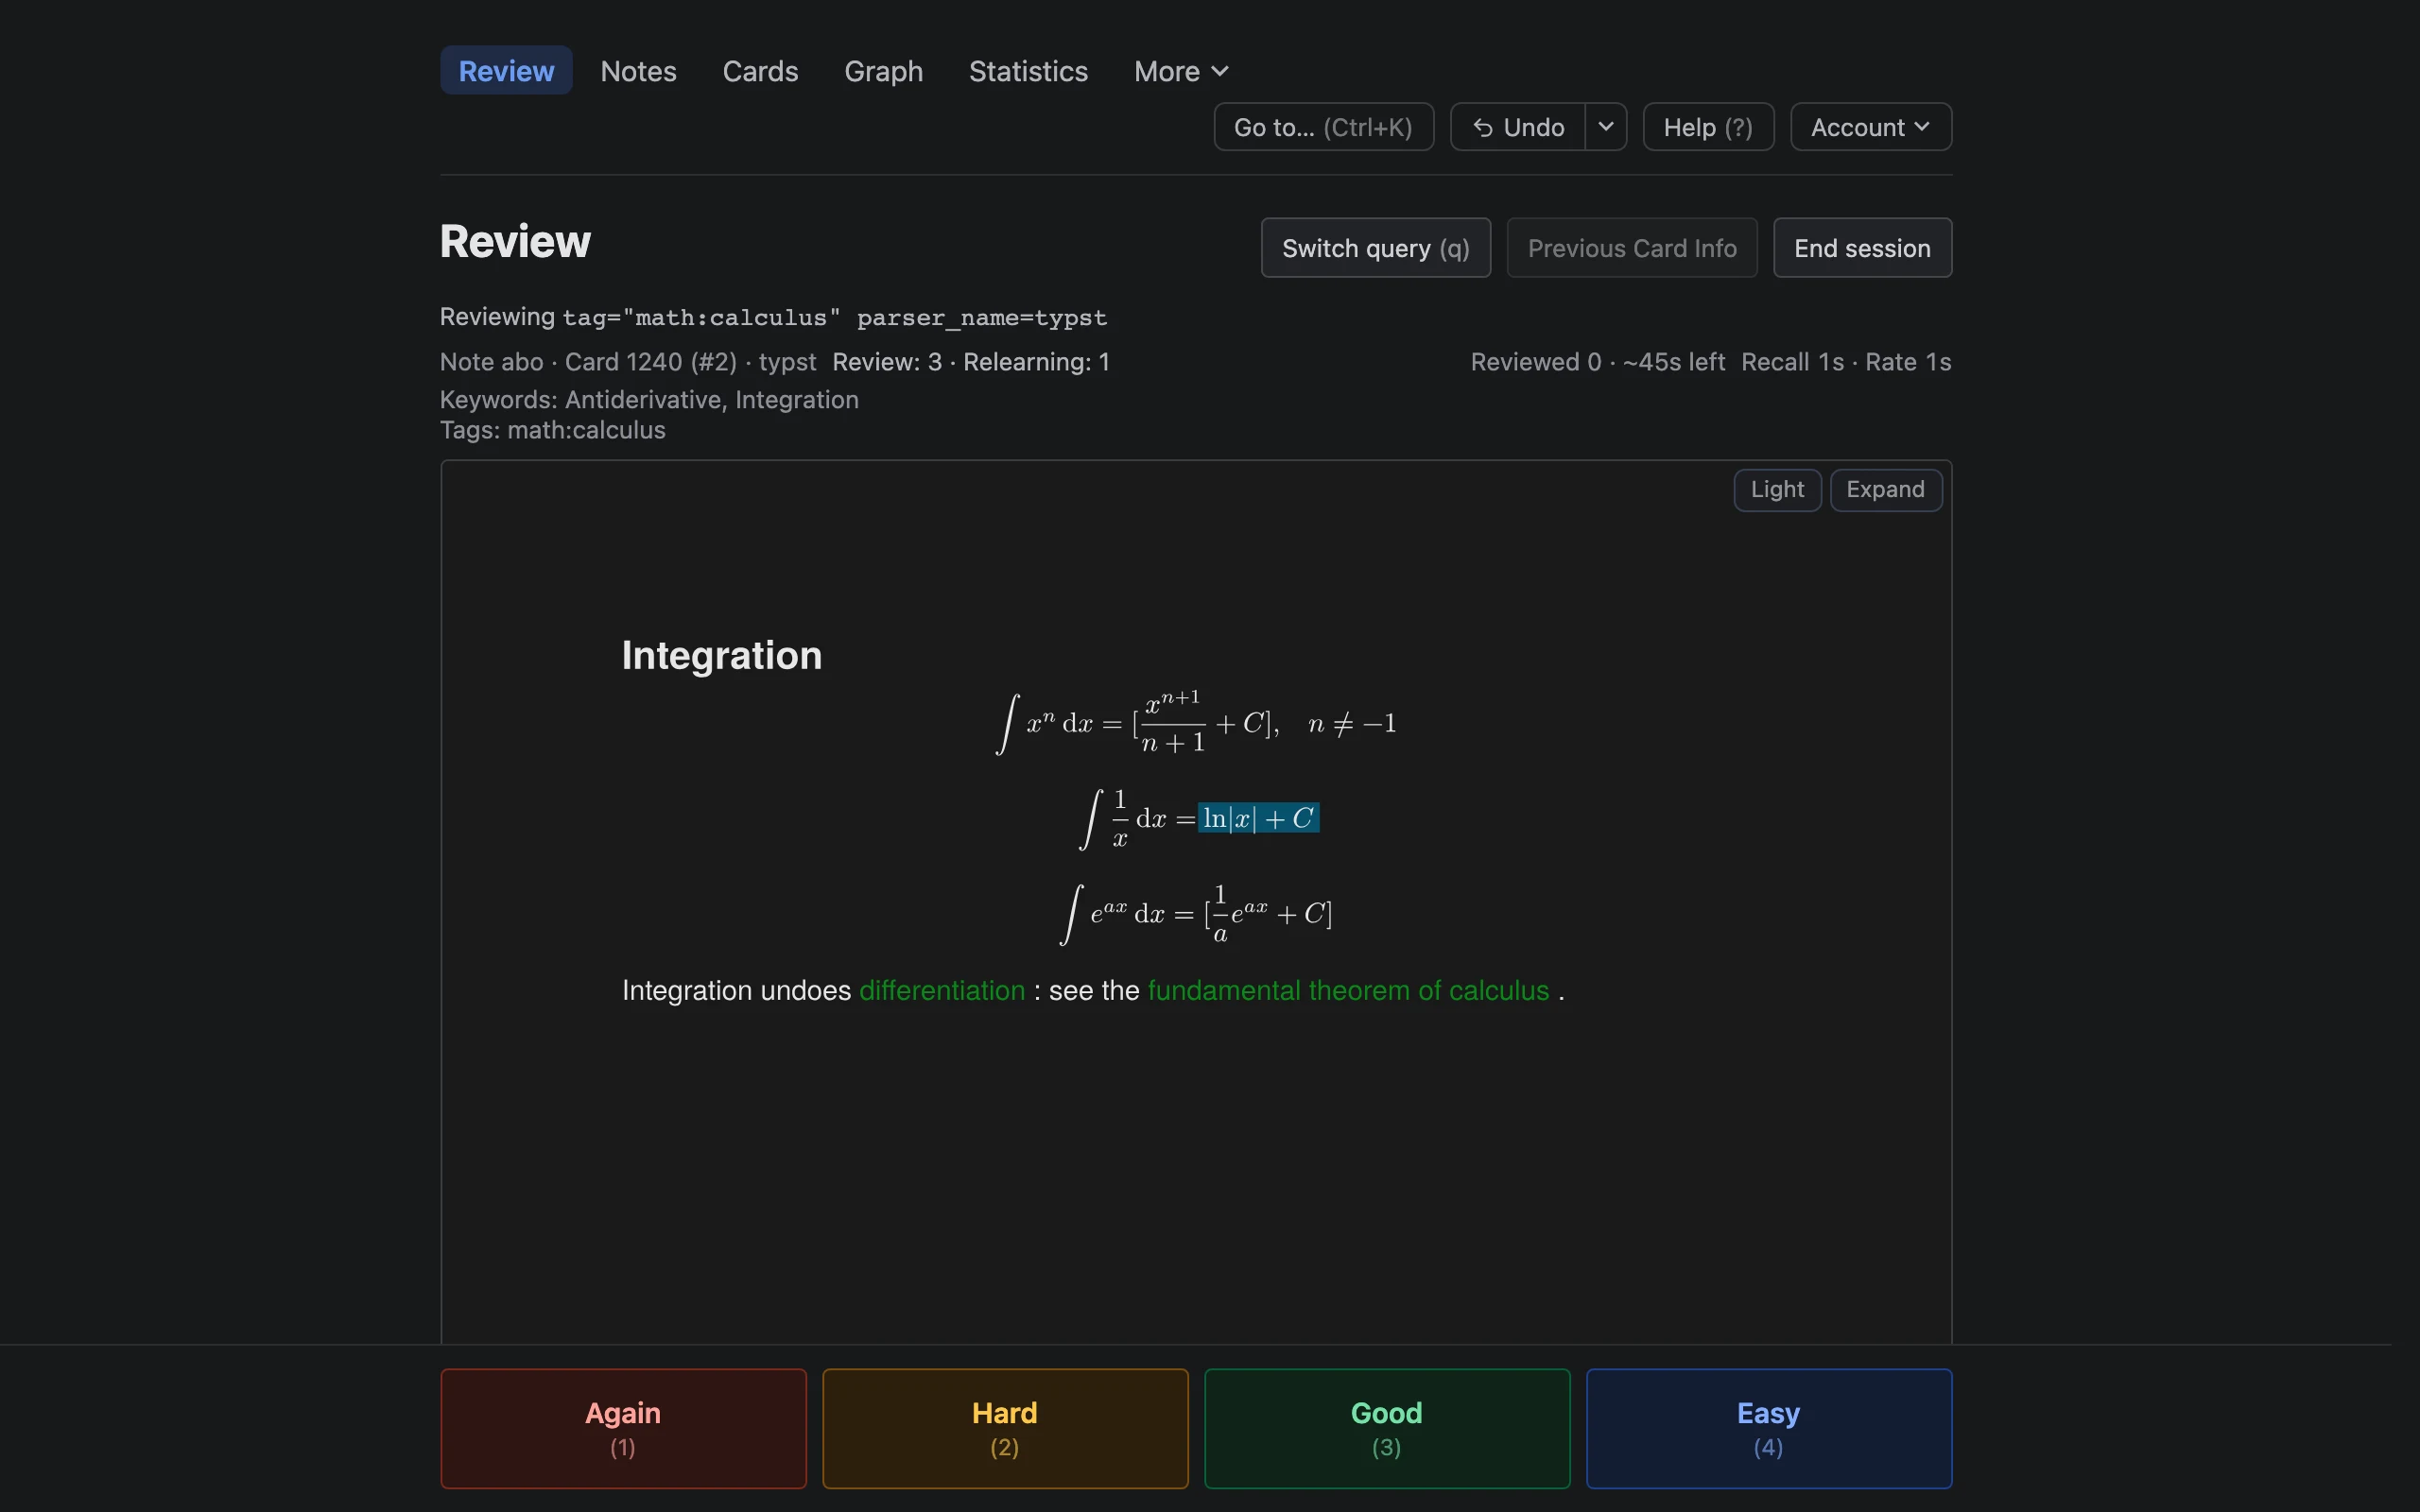 Review Notes Cards Graph Statistics More
Go to... (Ctrl+K) Undo Help (?) Account
Review Switch query (q) Previous Card Info End session
Reviewing tag="math:calculus" parser_name=typst
Note abo · Card 1240 (#2) · typst Review: 3 · Relearning: 1 Reviewed 0 · ~45s left Recall 1s · Rate 1s
Keywords: Antiderivative, Integration
Tags: math:calculus
Light Expand
Integration
∫ xⁿ dx = [xⁿ⁺¹/(n + 1) + C], n ≠ −1
∫ 1/x dx = ln|x| + C
∫ eᵃˣ dx = [1/a eᵃˣ + C]
Integration undoes differentiation : see the fundamental theorem of calculus .
Again Hard Good Easy
(1) (2) (3) (4)